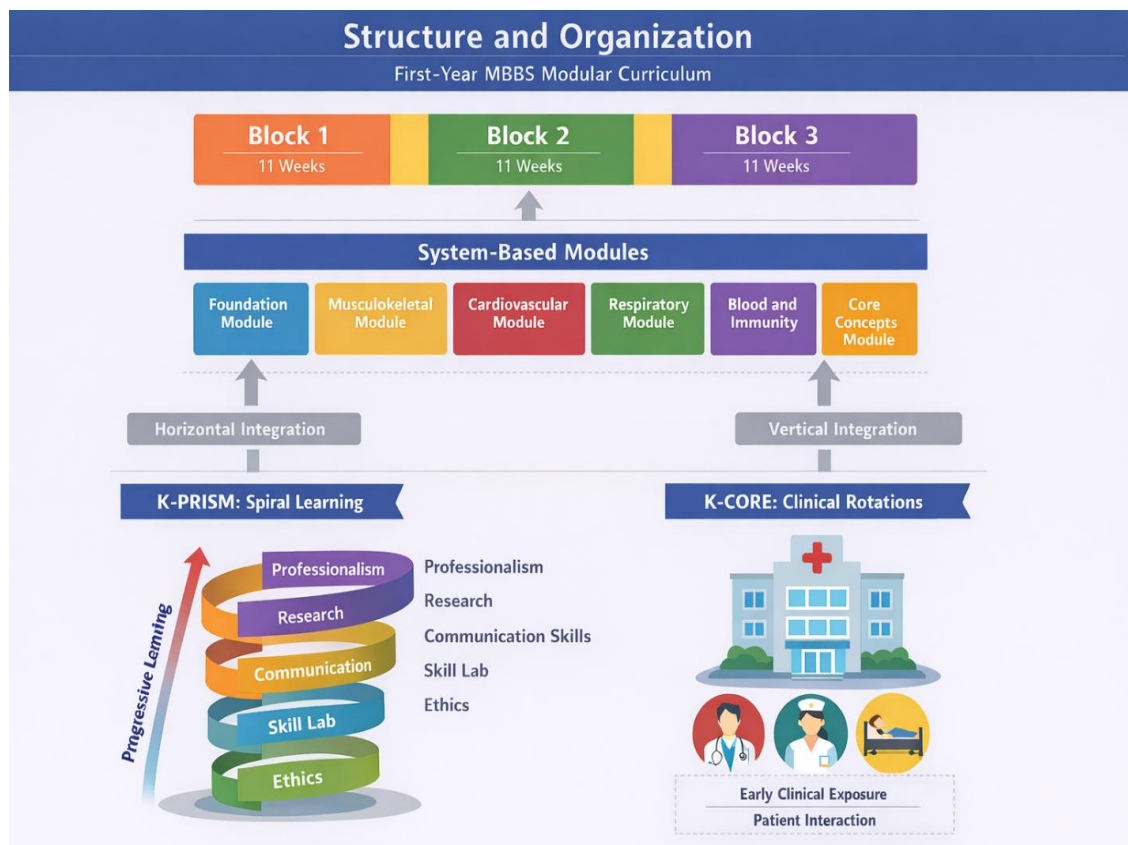 Structure and Organization
First-Year MBBS Modular Curriculum
Block 1
11 Weeks
Block 2
11 Weeks
Block 3
11 Weeks
System-Based Modules
Foundation
Module
Musculokeletal
Module
Cardiovascular
Module
Respiratory
Module
Blood and
Immunity
Core
Concepts
Module
Horizontal Integration
Vertical Integration
K-PRISM: Spiral Learning
K-CORE: Clinical Rotations
Progressive Lemning
Professionalism
Research
Communication
Skill Lab
Ethics
Professionalism
Research
Communication Skills
Skill Lab
Ethics
Early Clinical Exposure
Patient Interaction